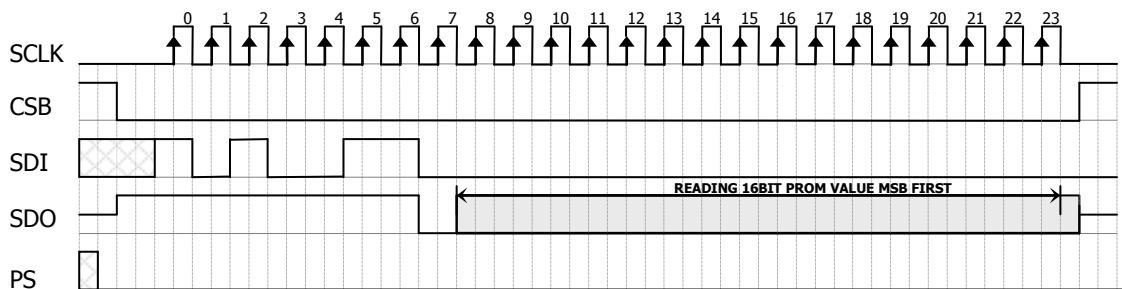 0 1 2 3 4 5 6 7 8 9 10 11 12 13 14 15 16 17 18 19 20 21 22 23
SCLK
CSB
SDI
READING 16BIT PROM VALUE MSB FIRST
SDO
PS